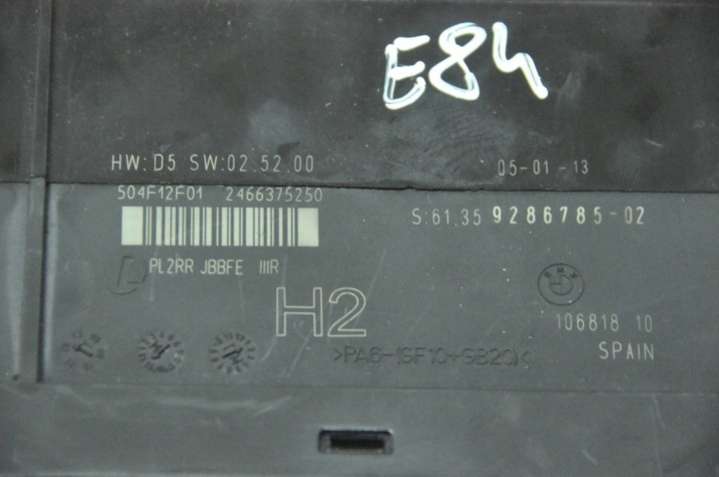 E84
HW: D5 SW: 02.52.00 05-01-13
504F12F01 2466375250
S: 61.35 9286785-02
PL2RR JBBFE IIIR
H2
106818 10
SPAIN